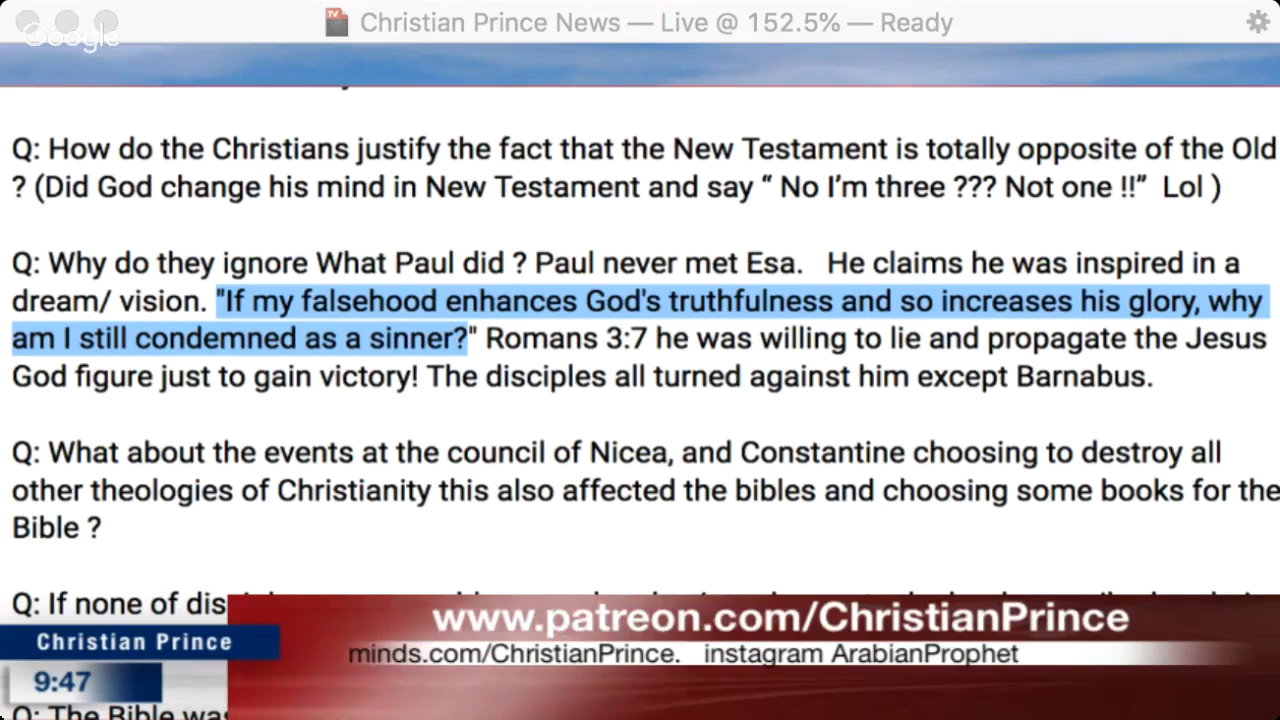 Christian Prince News — Live @ 152.5% — Ready
Google
Q: How do the Christians justify the fact that the New Testament is totally opposite of the Old
? (Did God change his mind in New Testament and say “ No I’m three ??? Not one !!”  Lol )
Q: Why do they ignore What Paul did ? Paul never met Esa.   He claims he was inspired in a
dream/ vision. "If my falsehood enhances God's truthfulness and so increases his glory, why
am I still condemned as a sinner?" Romans 3:7 he was willing to lie and propagate the Jesus
God figure just to gain victory! The disciples all turned against him except Barnabus.
Q: What about the events at the council of Nicea, and Constantine choosing to destroy all
other theologies of Christianity this also affected the bibles and choosing some books for the
Bible ?
Q: If none of
www.patreon.com/ChristianPrince
Christian Prince
minds.com/ChristianPrince.   instagram ArabianProphet
9:47
Q: The Bible was